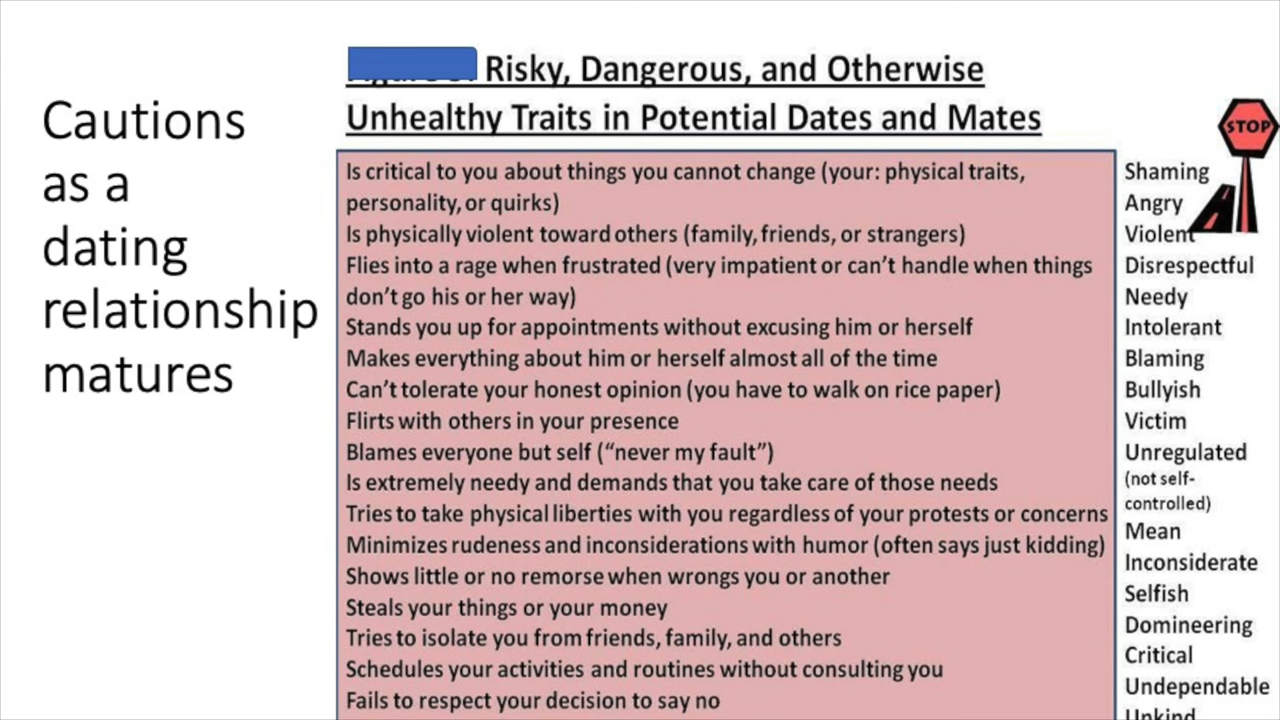 Cautions
as a
dating
relationship
matures
Risky, Dangerous, and Otherwise
Unhealthy Traits in Potential Dates and Mates
Is critical to you about things you cannot change (your: physical traits,
personality, or quirks)
Is physically violent toward others (family, friends, or strangers)
Flies into a rage when frustrated (very impatient or can't handle when things
don't go his or her way)
Stands you up for appointments without excusing him or herself
Makes everything about him or herself almost all of the time
Can't tolerate your honest opinion (you have to walk on rice paper)
Flirts with others in your presence
Blames everyone but self ("never my fault")
Is extremely needy and demands that you take care of those needs
Tries to take physical liberties with you regardless of your protests or concerns
Minimizes rudeness and inconsiderations with humor (often says just kidding)
Shows little or no remorse when wrongs you or another
Steals your things or your money
Tries to isolate you from friends, family, and others
Schedules your activities and routines without consulting you
Fails to respect your decision to say no
STOP
Shaming
Angry
Violent
Disrespectful
Needy
Intolerant
Blaming
Bullyish
Victim
Unregulated
(not self-
controlled)
Mean
Inconsiderate
Selfish
Domineering
Critical
Undependable
Unkind